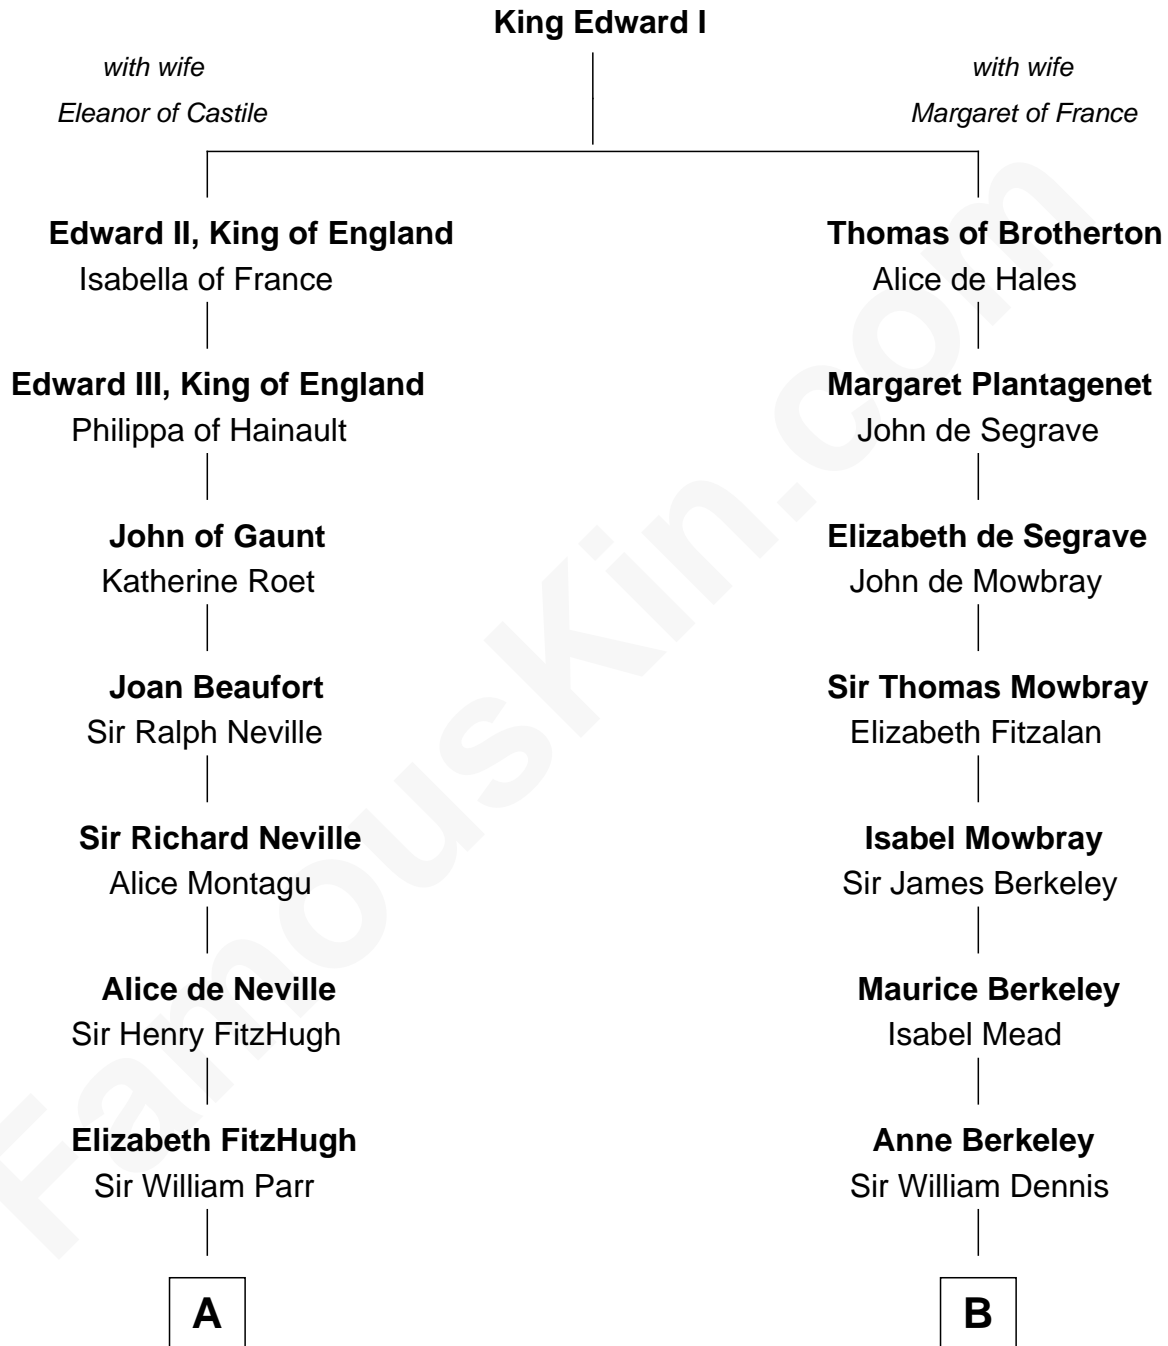 King Edward I
with wife
Eleanor of Castile
with wife
Margaret of France
Edward II, King of England
Isabella of France
Thomas of Brotherton
Alice de Hales
Edward III, King of England
Philippa of Hainault
Margaret Plantagenet
John de Segrave
John of Gaunt
Katherine Roet
Elizabeth de Segrave
John de Mowbray
Joan Beaufort
Sir Ralph Neville
Sir Thomas Mowbray
Elizabeth Fitzalan
Sir Richard Neville
Alice Montagu
Isabel Mowbray
Sir James Berkeley
Alice de Neville
Sir Henry FitzHugh
Maurice Berkeley
Isabel Mead
Elizabeth FitzHugh
Sir William Parr
Anne Berkeley
Sir William Dennis
A
B
FamousKin.com